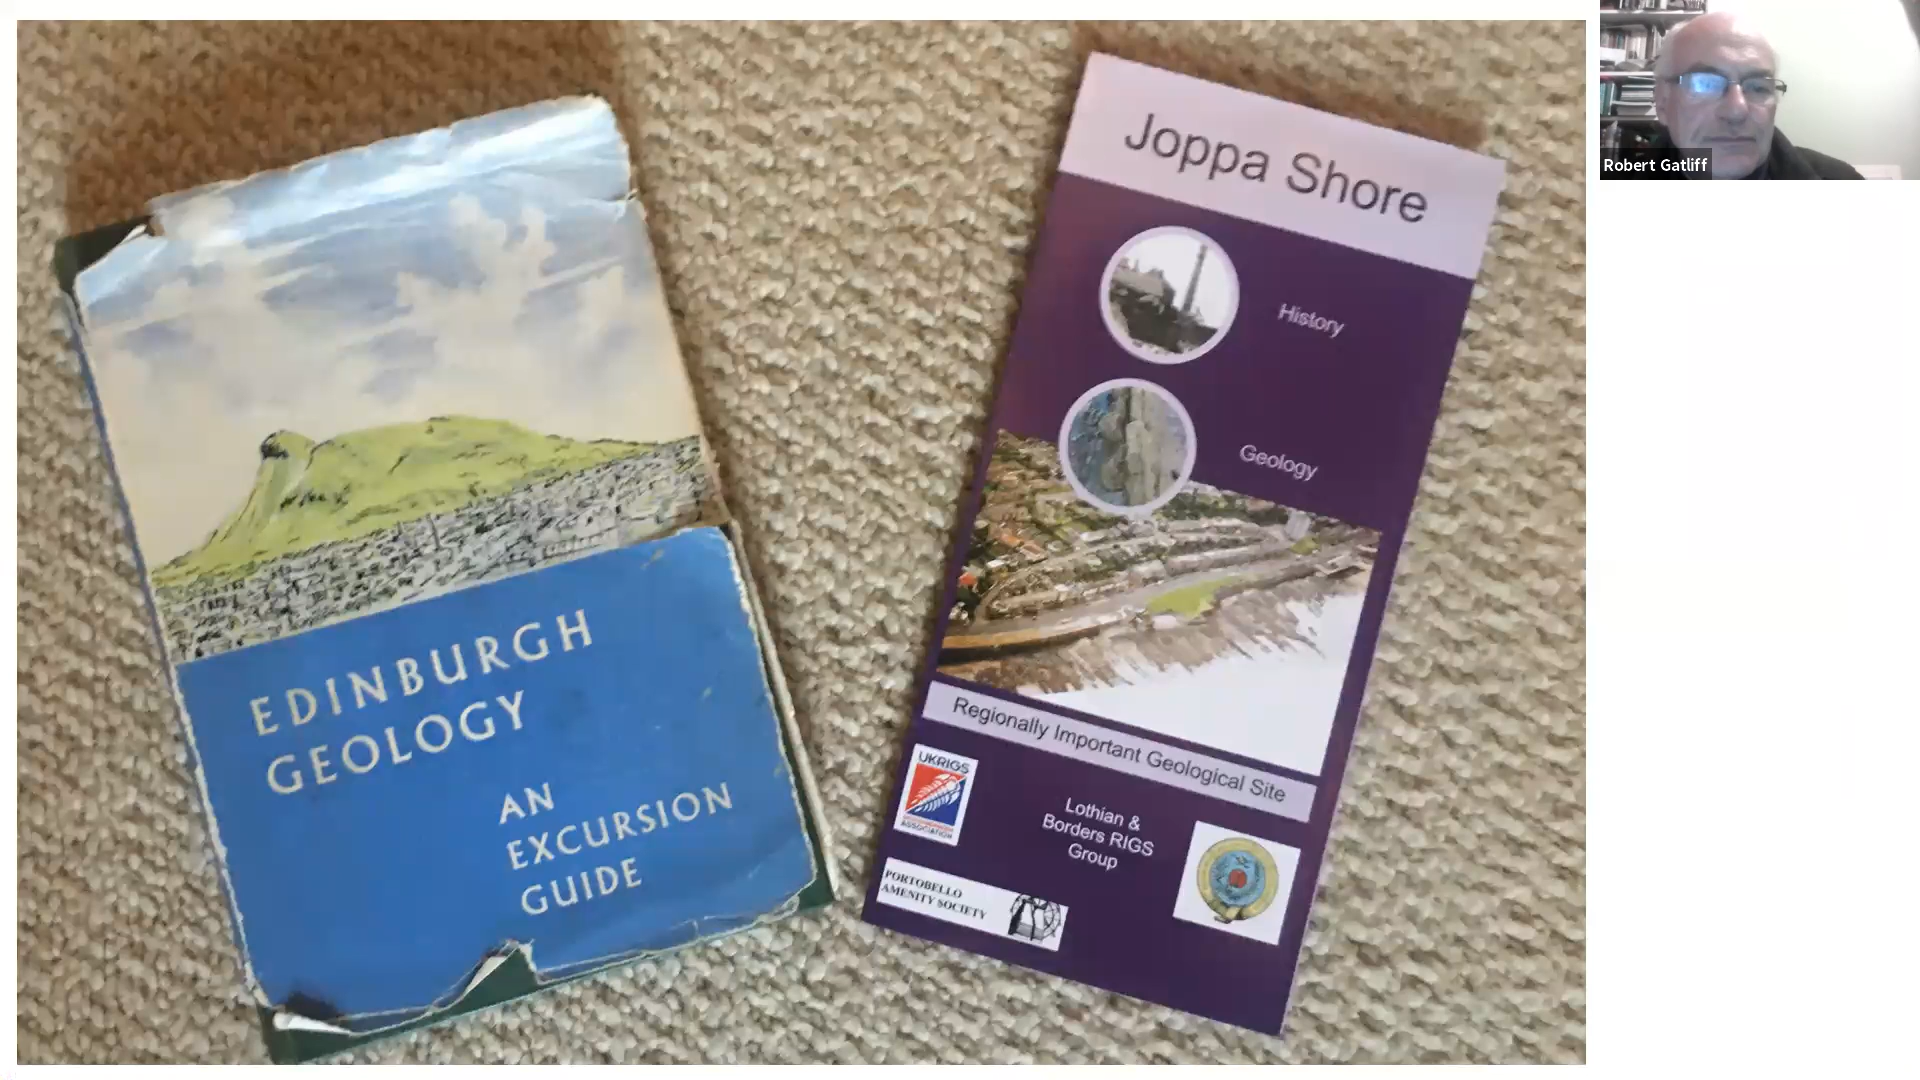 EDINBURGH
GEOLOGY
AN
EXCURSION
GUIDE
Joppa Shore
History
Geology
Regionally Important Geological Site
UKRIGS
ASSOCIATION
Lothian &
Borders RIGS
Group
PORTOBELLO
AMENITY SOCIETY
Robert Gatliff